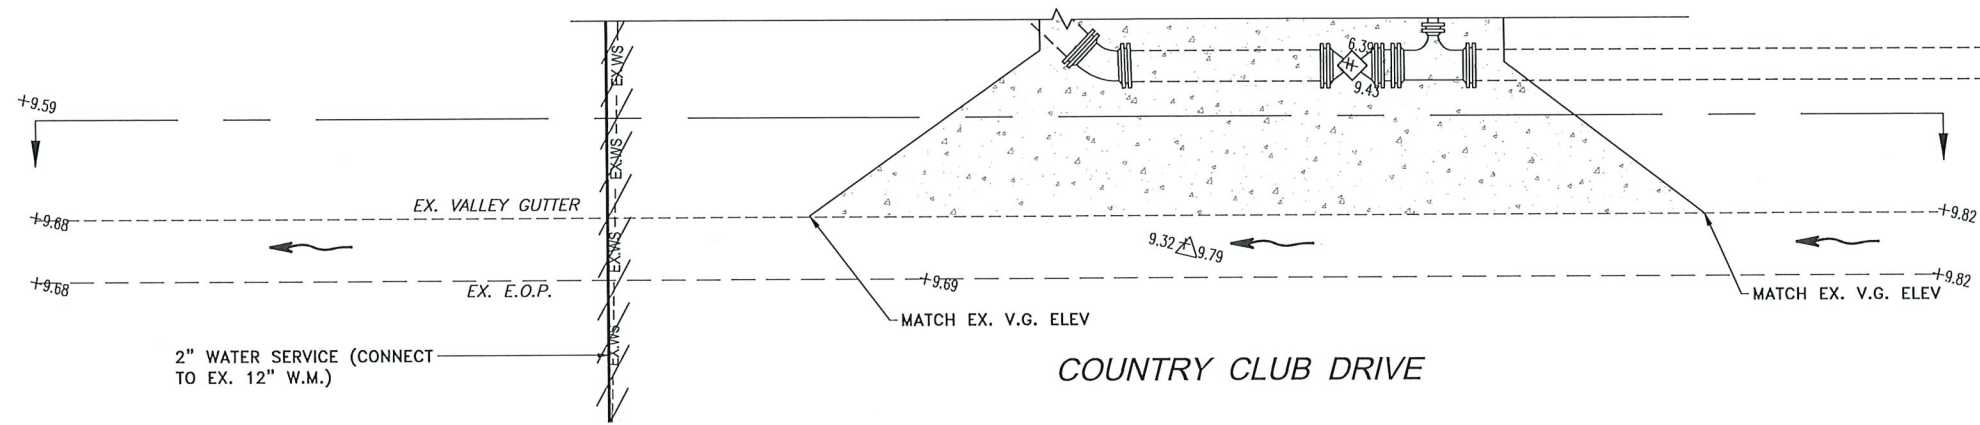 EX.WS
6.39
9.43
+9.59
EX.WS
EX. VALLEY GUTTER
+9.68
+9.82
EX.WS
9.32
9.79
+9.68
EX. E.O.P.
+9.69
+9.82
MATCH EX. V.G. ELEV
MATCH EX. V.G. ELEV
EX.WS
2" WATER SERVICE (CONNECT
TO EX. 12" W.M.)
COUNTRY CLUB DRIVE